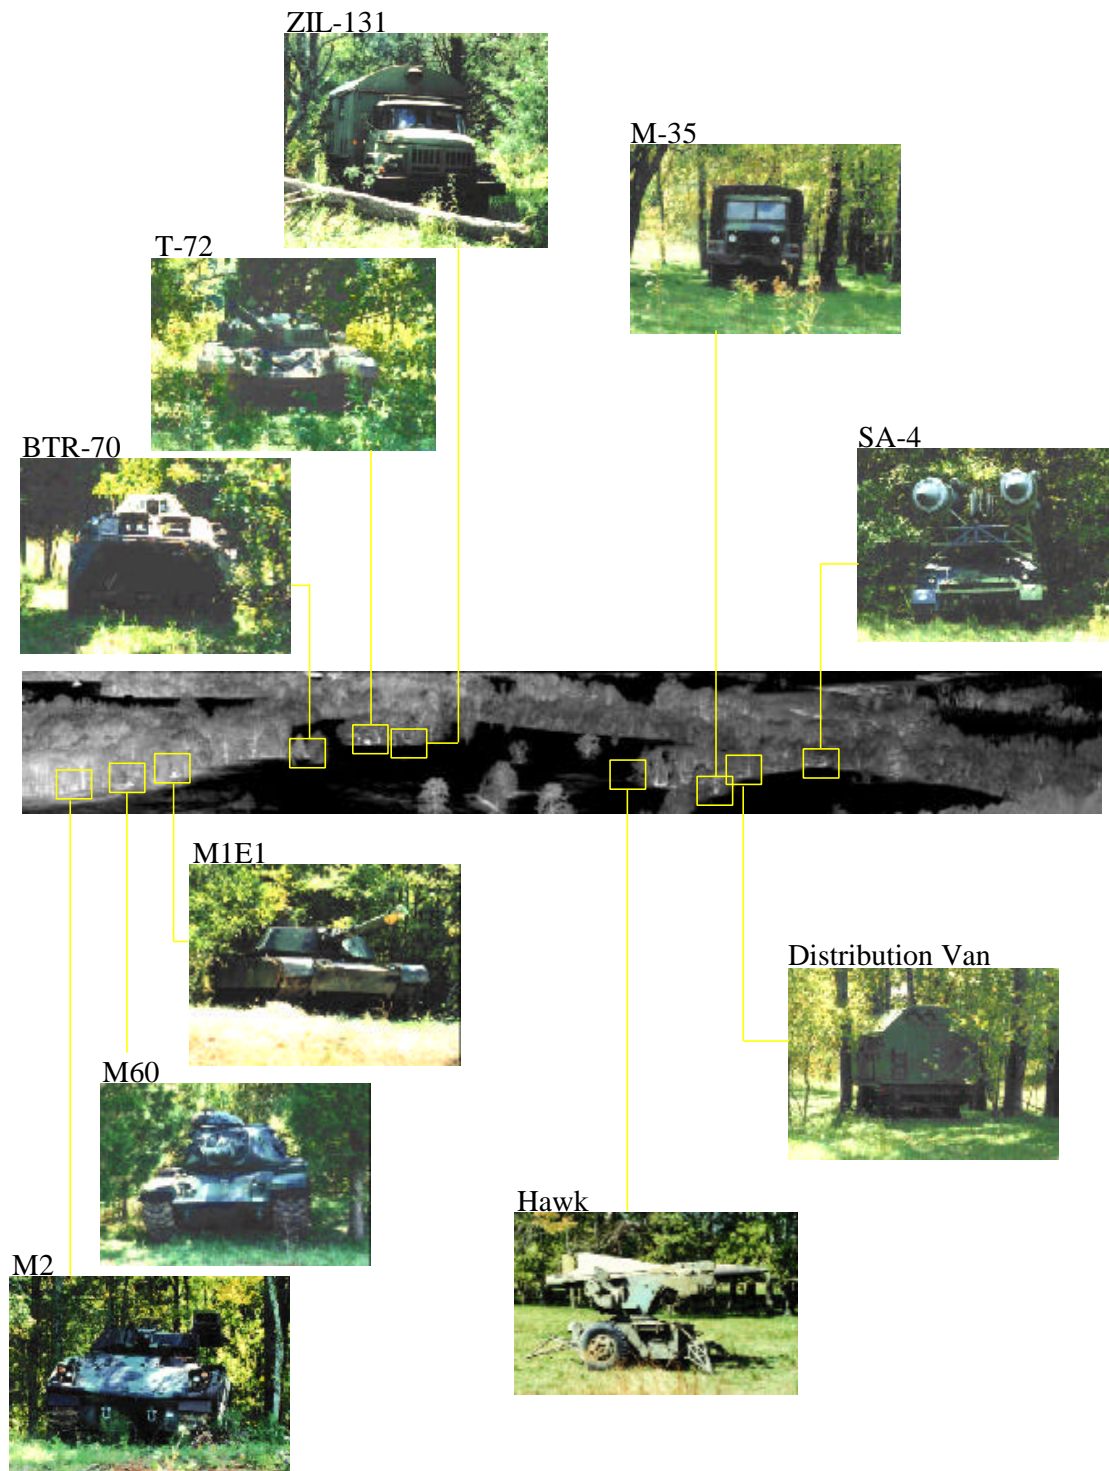 ZIL-131
M-35
T-72
BTR-70
SA-4
M1E1
Distribution Van
M60
Hawk
M2